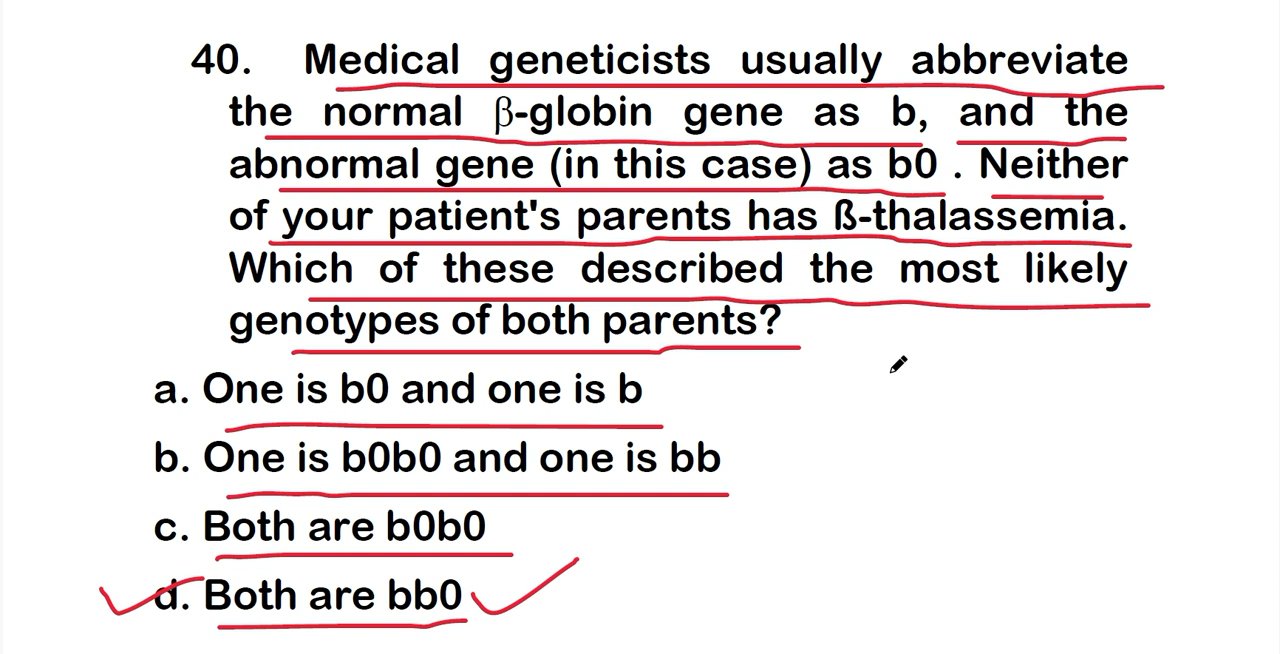 40. Medical geneticists usually abbreviate
the normal β-globin gene as b, and the
abnormal gene (in this case) as b0 . Neither
of your patient's parents has ß-thalassemia.
Which of these described the most likely
genotypes of both parents?
a. One is b0 and one is b
b. One is b0b0 and one is bb
c. Both are b0b0
d. Both are bb0